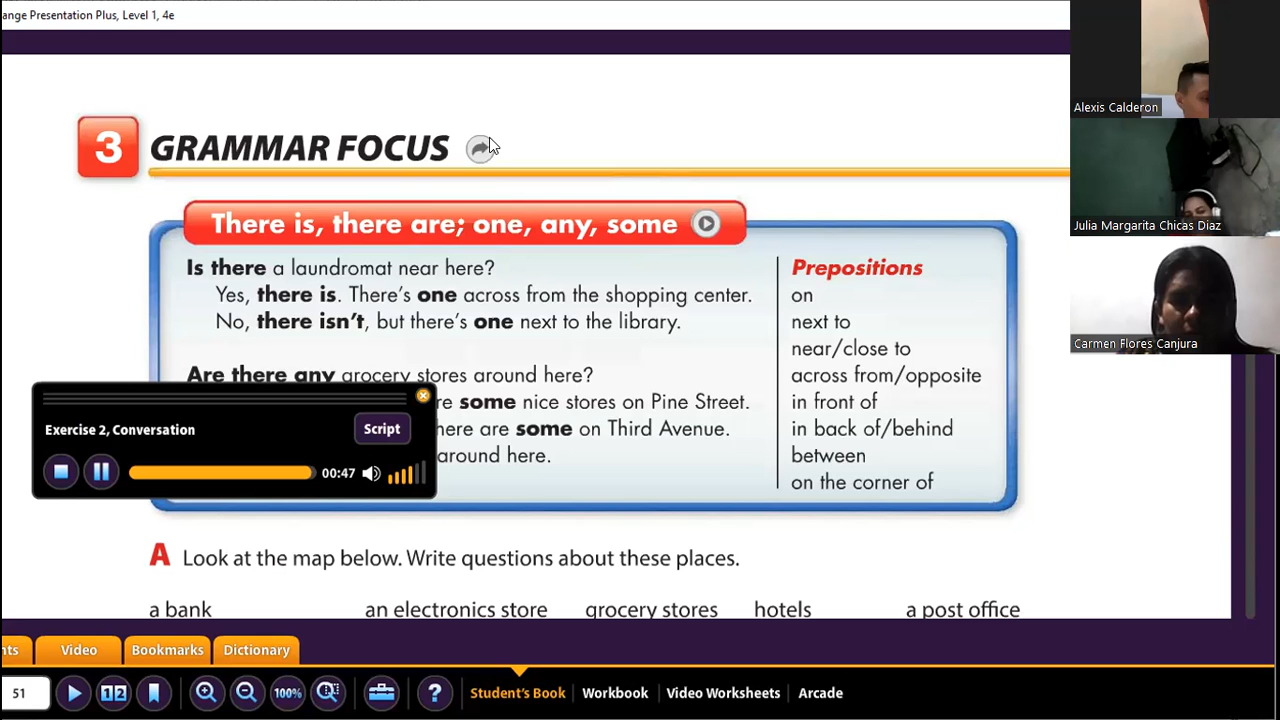 ange Presentation Plus, Level 1, 4e
3 GRAMMAR FOCUS
There is, there are; one, any, some
Is there a laundromat near here?
Yes, there is. There's one across from the shopping center.
No, there isn't, but there's one next to the library.
Are there any grocery stores around here?
re some nice stores on Pine Street.
here are some on Third Avenue.
around here.
Prepositions
on
next to
near/close to
across from/opposite
in front of
in back of/behind
between
on the corner of
Exercise 2, Conversation
Script
00:47
A Look at the map below. Write questions about these places.
a bank an electronics store grocery stores hotels a post office
nts Video Bookmarks Dictionary
51 1 2 100% ? Student's Book Workbook Video Worksheets Arcade
Alexis Calderon
Julia Margarita Chicas Diaz
Carmen Flores Canjura